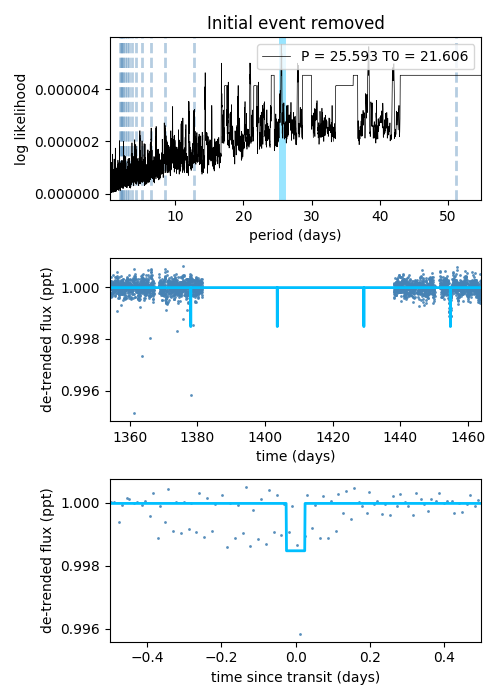 Initial event removed
P = 25.593 T0 = 21.606
log likelihood
0.000004
0.000002
0.000000
10 20 30 40 50
period (days)
de-trended flux (ppt)
1.000
0.998
0.996
1360 1380 1400 1420 1440 1460
time (days)
de-trended flux (ppt)
1.000
0.998
0.996
−0.4 −0.2 0.0 0.2 0.4
time since transit (days)